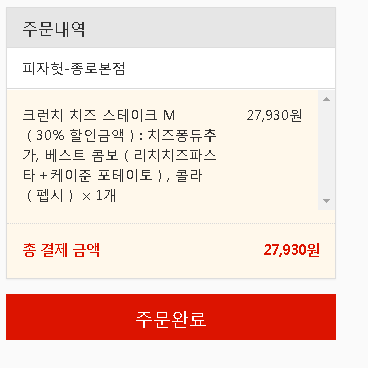 주문내역
피자헛-종로본점
크런치 치즈 스테이크 M 27,930원
( 30% 할인금액 ) : 치즈퐁듀추
가, 베스트 콤보 ( 리치치즈파스
타 + 케이준 포테이토 ) , 콜라
( 펩시 ) × 1개
총 결제 금액 27,930원
주문완료